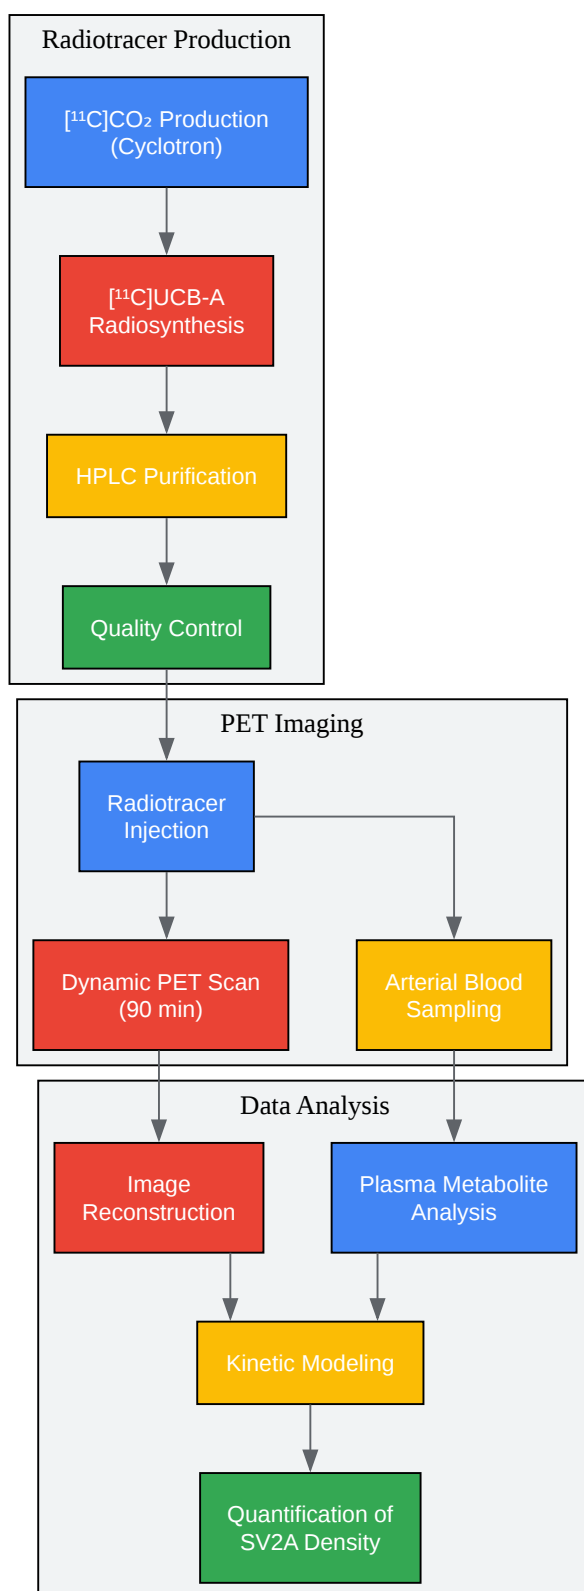 Radiotracer Production
[¹¹C]CO₂ Production
(Cyclotron)
[¹¹C]UCB-A
Radiosynthesis
HPLC Purification
Quality Control
PET Imaging
Radiotracer
Injection
Dynamic PET Scan
(90 min)
Arterial Blood
Sampling
Data Analysis
Image
Reconstruction
Plasma Metabolite
Analysis
Kinetic Modeling
Quantification of
SV2A Density